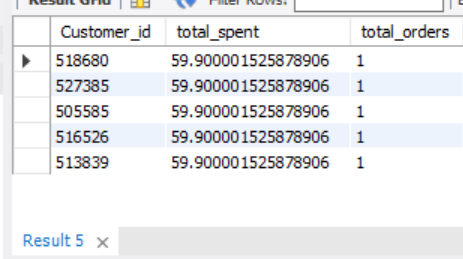 Result Grid Filter Rows:
Customer_id total_spent total_orders
518680 59.900001525878906 1
527385 59.900001525878906 1
505585 59.900001525878906 1
516526 59.900001525878906 1
513839 59.900001525878906 1
Result 5 ×